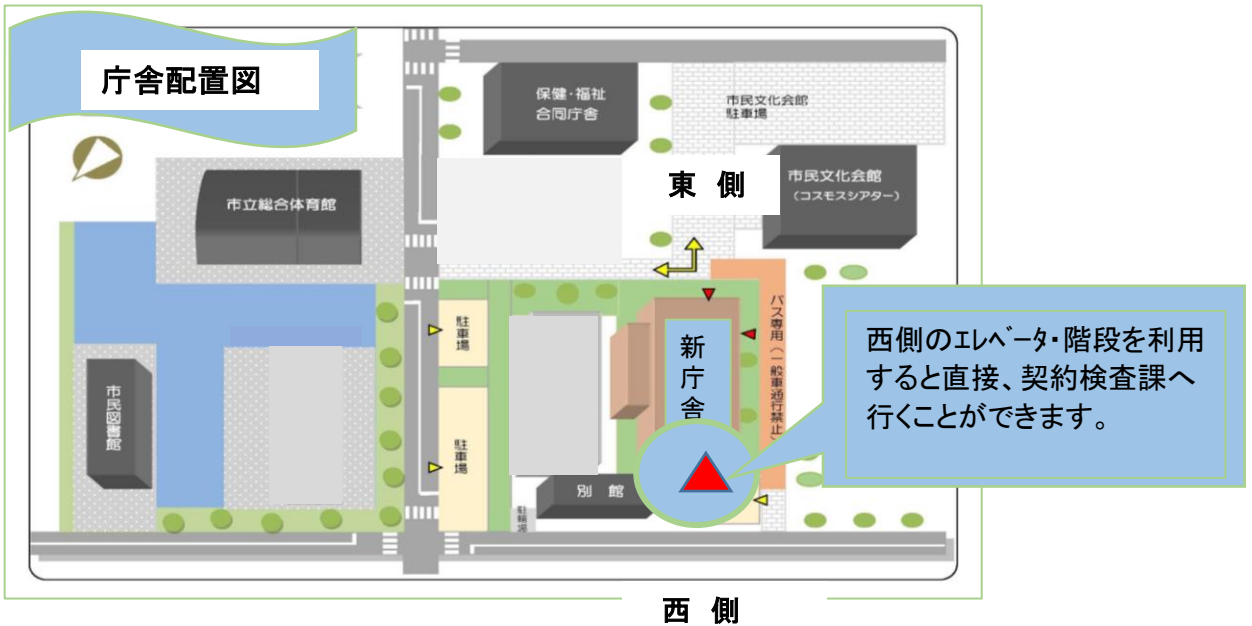 庁舎配置図
保健・福祉
合同庁舎
市民文化会館
駐車場
東 側
市民文化会館
(コスモスシアター)
市立総合体育館
駐車場
新庁舎
バス専用(一般車通行禁止)
西側のｴﾚﾍﾞｰﾀ・階段を利用
すると直接、契約検査課へ
行くことができます。
市民図書館
駐車場
別 館
駐輪場
西 側